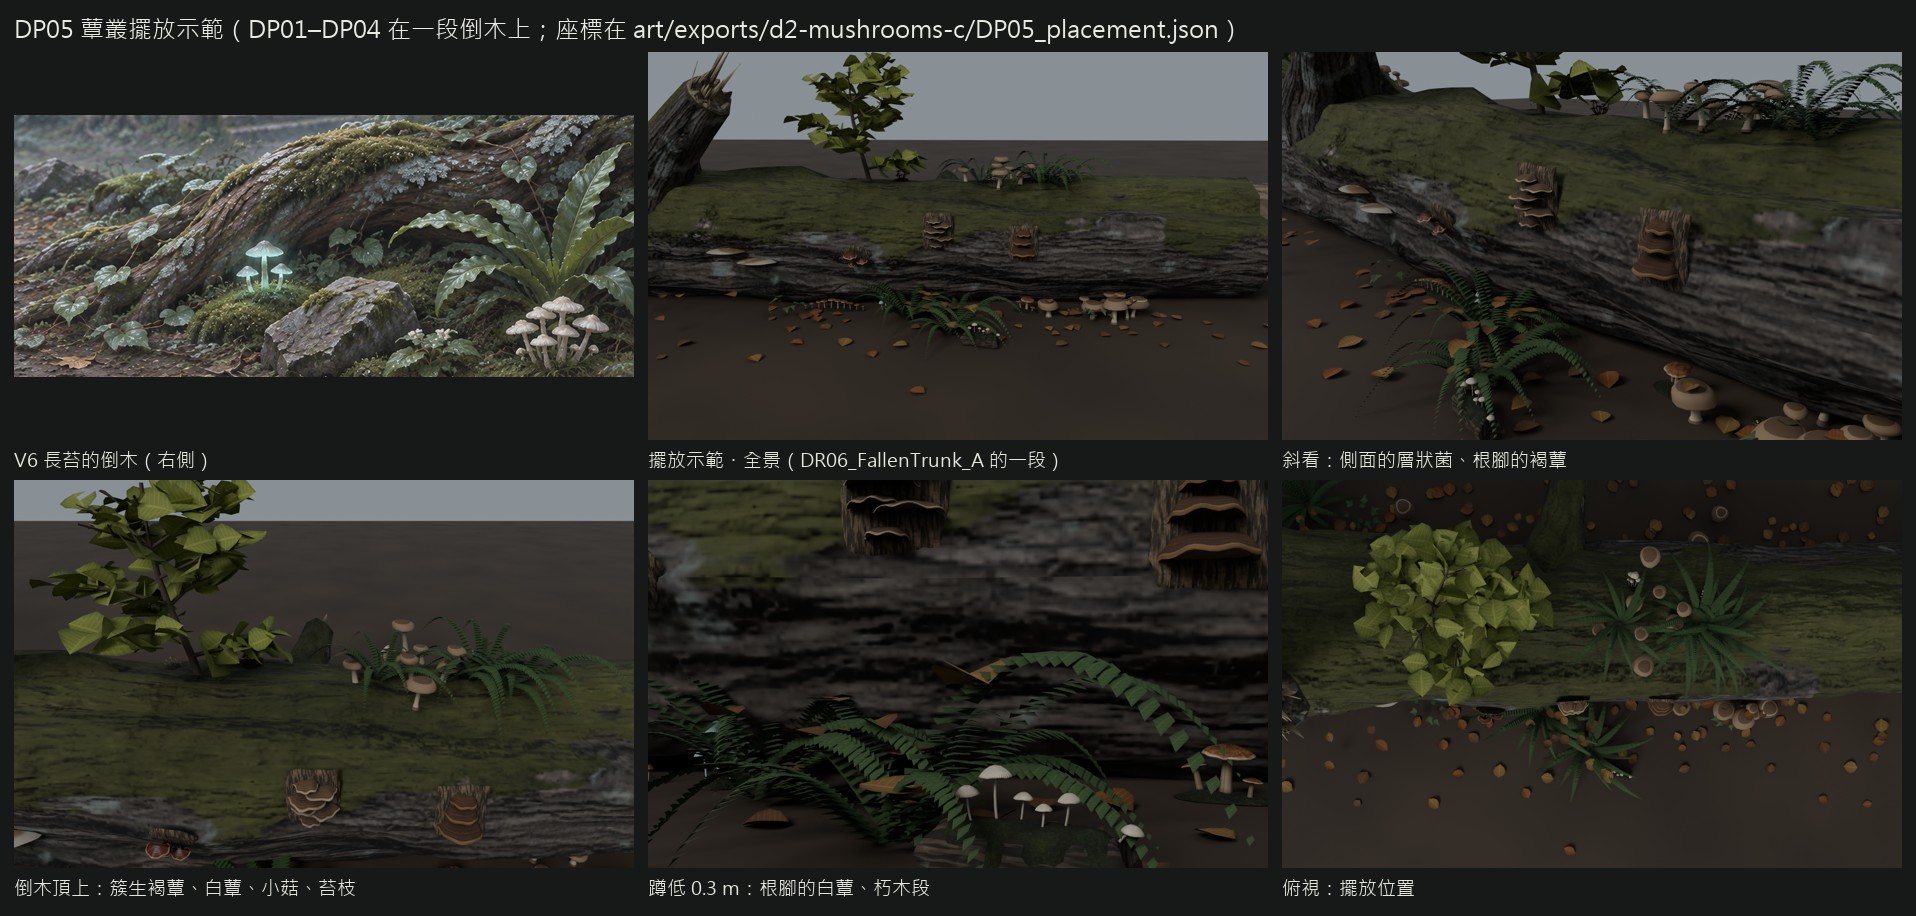 DP05 蕈叢擺放示範（DP01–DP04 在一段倒木上；座標在 art/exports/d2-mushrooms-c/DP05_placement.json）
V6 長苔的倒木（右側）
擺放示範・全景（DR06_FallenTrunk_A 的一段）
斜看：側面的層狀菌、根腳的褐蕈
倒木頂上：簇生褐蕈、白蕈、小菇、苔枝
蹲低 0.3 m：根腳的白蕈、朽木段
俯視：擺放位置